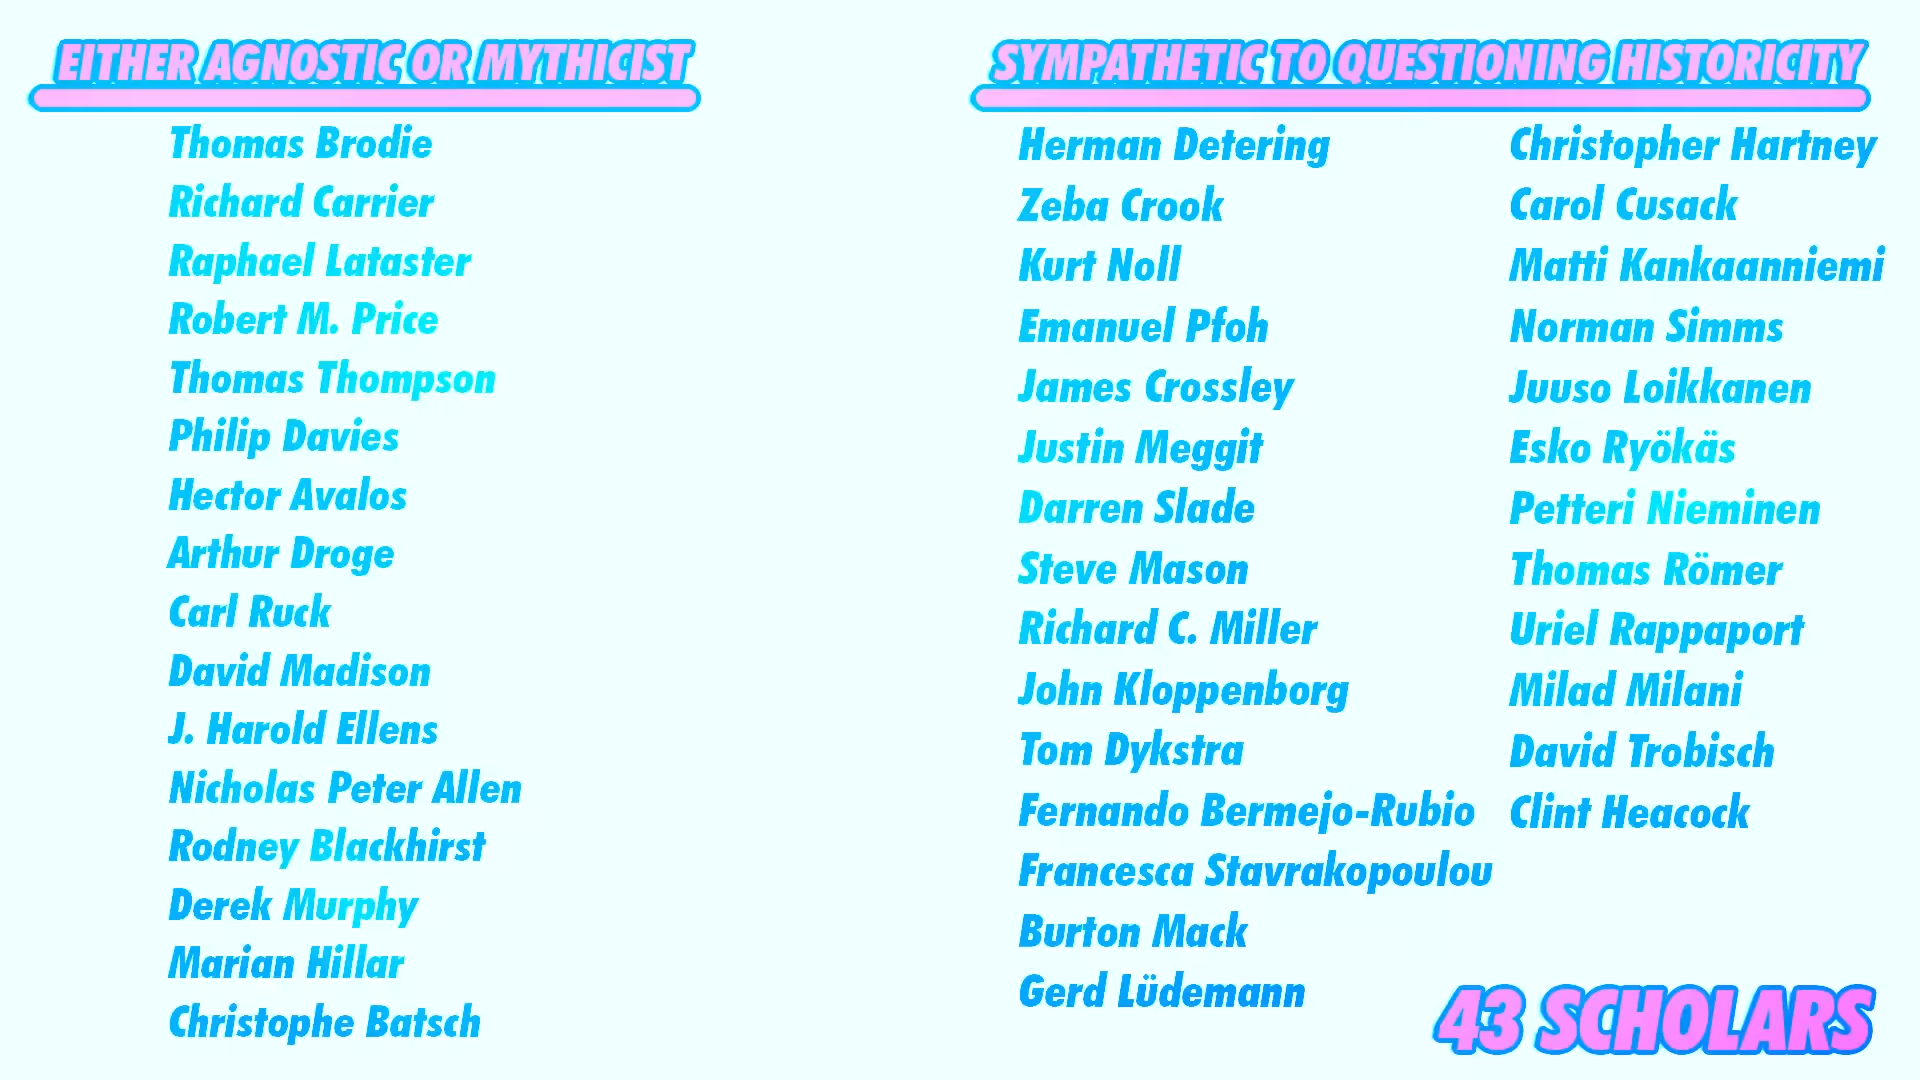 EITHER AGNOSTIC OR MYTHICIST
Thomas Brodie
Richard Carrier
Raphael Lataster
Robert M. Price
Thomas Thompson
Philip Davies
Hector Avalos
Arthur Droge
Carl Ruck
David Madison
J. Harold Ellens
Nicholas Peter Allen
Rodney Blackhirst
Derek Murphy
Marian Hillar
Christophe Batsch
SYMPATHETIC TO QUESTIONING HISTORICITY
Herman Detering
Zeba Crook
Kurt Noll
Emanuel Pfoh
James Crossley
Justin Meggit
Darren Slade
Steve Mason
Richard C. Miller
John Kloppenborg
Tom Dykstra
Fernando Bermejo-Rubio
Francesca Stavrakopoulou
Burton Mack
Gerd Lüdemann
Christopher Hartney
Carol Cusack
Matti Kankaanniemi
Norman Simms
Juuso Loikkanen
Esko Ryökäs
Petteri Nieminen
Thomas Römer
Uriel Rappaport
Milad Milani
David Trobisch
Clint Heacock
43 SCHOLARS